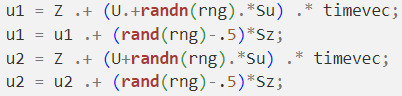 u1 = Z .+ (U.+randn(rng).*Su) .* timevec;
u1 = u1 .+ (rand(rng)-.5)*Sz;
u2 = Z .+ (U+randn(rng).*Su) .* timevec;
u2 = u2 .+ (rand(rng)-.5)*Sz;